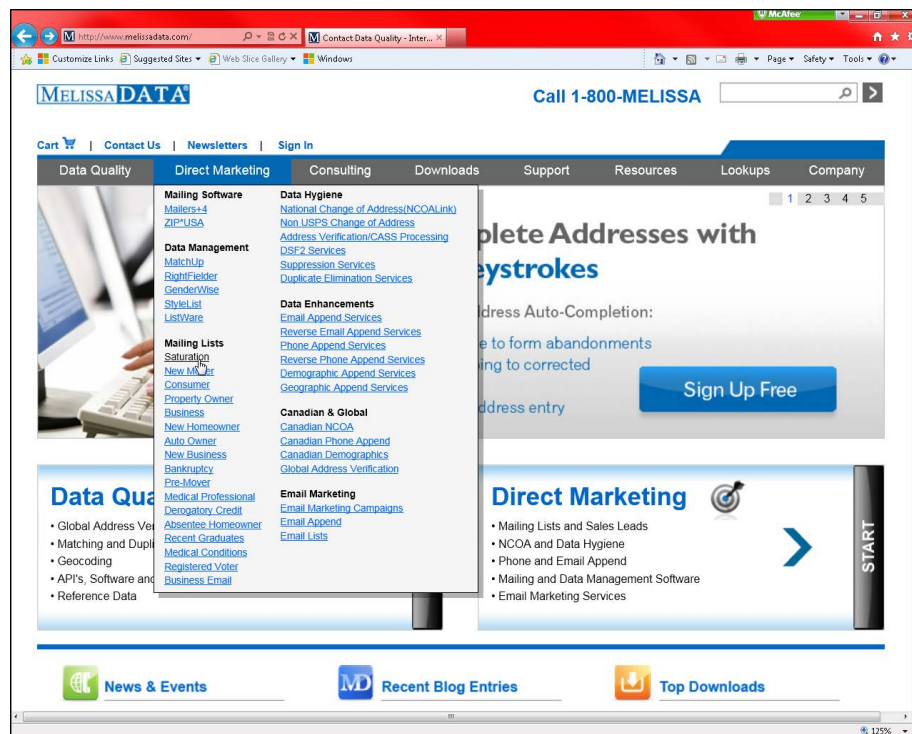 McAfee
http://www.melissadata.com/
Contact Data Quality - Inter...
Customize Links Suggested Sites Web Slice Gallery Windows
Page Safety Tools
MELISSA DATA®
Call 1-800-MELISSA
Cart | Contact Us | Newsletters | Sign In
Data Quality Direct Marketing Consulting Downloads Support Resources Lookups Company
1 2 3 4 5
Mailing Software
Mailers+4
ZIP*USA
Data Management
MatchUp
RightFielder
GenderWise
StyleList
ListWare
Mailing Lists
Saturation
New Mover
Consumer
Property Owner
Business
New Homeowner
Auto Owner
New Business
Bankruptcy
Pre-Mover
Medical Professional
Derogatory Credit
Absentee Homeowner
Recent Graduates
Medical Conditions
Registered Voter
Business Email
Data Hygiene
National Change of Address(NCOALink)
Non USPS Change of Address
Address Verification/CASS Processing
DSF2 Services
Suppression Services
Duplicate Elimination Services
Data Enhancements
Email Append Services
Reverse Email Append Services
Phone Append Services
Reverse Phone Append Services
Demographic Append Services
Geographic Append Services
Canadian & Global
Canadian NCOA
Canadian Phone Append
Canadian Demographics
Global Address Verification
Email Marketing
Email Marketing Campaigns
Email Append
Email Lists
plete Addresses with
eystrokes
ddress Auto-Completion:
e to form abandonments
ing to corrected
ddress entry
Sign Up Free
Data Qua
• Global Address Ver
• Matching and Dupli
• Geocoding
• API's, Software and
• Reference Data
Direct Marketing
• Mailing Lists and Sales Leads
• NCOA and Data Hygiene
• Phone and Email Append
• Mailing and Data Management Software
• Email Marketing Services
START
News & Events
MD Recent Blog Entries
Top Downloads
125%